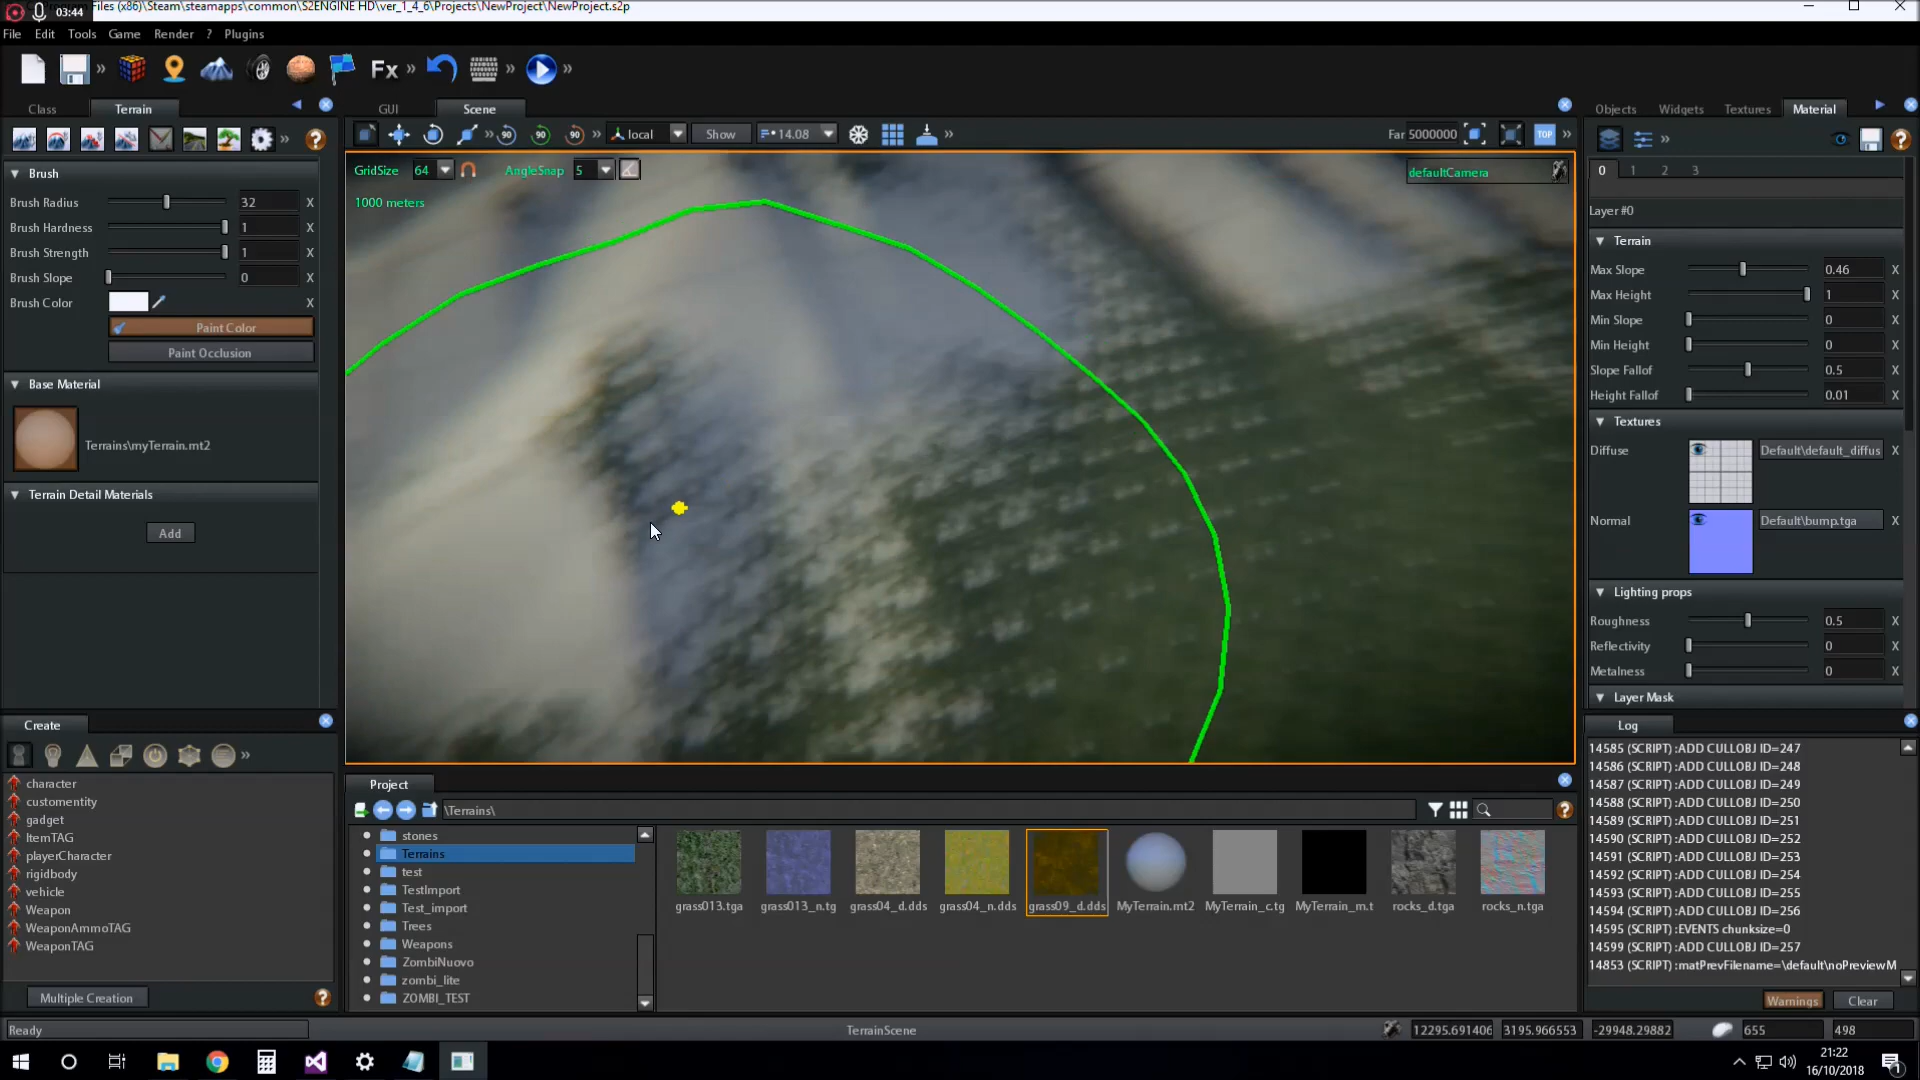 03:44
Files (x86)\Steam\steamapps\common\S2ENGINE HD\ver_1_4_6\Projects\NewProject\NewProject.s2p
File Edit Tools Game Render ? Plugins
Fx
Class Terrain
GUI Scene
Objects Widgets Textures Material
90 90 90 local Show 14.08 Far 5000000 TOP
Brush
Brush Radius 32 X
Brush Hardness 1 X
Brush Strength 1 X
Brush Slope 0 X
Brush Color X
Paint Color
Paint Occlusion
Base Material
Terrains\myTerrain.mt2
Terrain Detail Materials
Add
GridSize 64 AngleSnap 5
defaultCamera
1000 meters
0 1 2 3
Layer #0
Terrain
Max Slope 0.46 X
Max Height 1 X
Min Slope 0 X
Min Height 0 X
Slope Fallof 0.5 X
Height Fallof 0.01 X
Textures
Diffuse Default\default_diffus X
Normal Default\bump.tga X
Lighting props
Roughness 0.5 X
Reflectivity 0 X
Metalness 0 X
Layer Mask
Create
character
customentity
gadget
ItemTAG
playerCharacter
rigidbody
vehicle
Weapon
WeaponAmmoTAG
WeaponTAG
Multiple Creation
Project
\Terrains\
stones
Terrains
test
TestImport
Test_import
Trees
Weapons
ZombiNuovo
zombi_lite
ZOMBI_TEST
grass013.tga grass013_n.tg grass04_d.dds grass04_n.dds grass09_d.dds MyTerrain.mt2 MyTerrain_c.tg MyTerrain_m.t rocks_d.tga rocks_n.tga
Log
14585 (SCRIPT) :ADD CULLOBJ ID=247
14586 (SCRIPT) :ADD CULLOBJ ID=248
14587 (SCRIPT) :ADD CULLOBJ ID=249
14588 (SCRIPT) :ADD CULLOBJ ID=250
14589 (SCRIPT) :ADD CULLOBJ ID=251
14590 (SCRIPT) :ADD CULLOBJ ID=252
14591 (SCRIPT) :ADD CULLOBJ ID=253
14592 (SCRIPT) :ADD CULLOBJ ID=254
14593 (SCRIPT) :ADD CULLOBJ ID=255
14594 (SCRIPT) :ADD CULLOBJ ID=256
14595 (SCRIPT) :EVENTS chunksize=0
14599 (SCRIPT) :ADD CULLOBJ ID=257
14853 (SCRIPT) :matPrevFilename=\default\noPreviewM
Warnings Clear
Ready TerrainScene 12295.691406 3195.966553 -29948.29882 655 498
21:22
16/10/2018
1